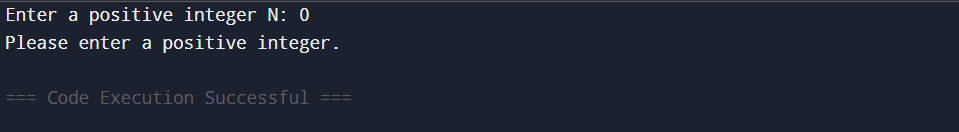 Enter a positive integer N: 0
Please enter a positive integer.
=== Code Execution Successful ===